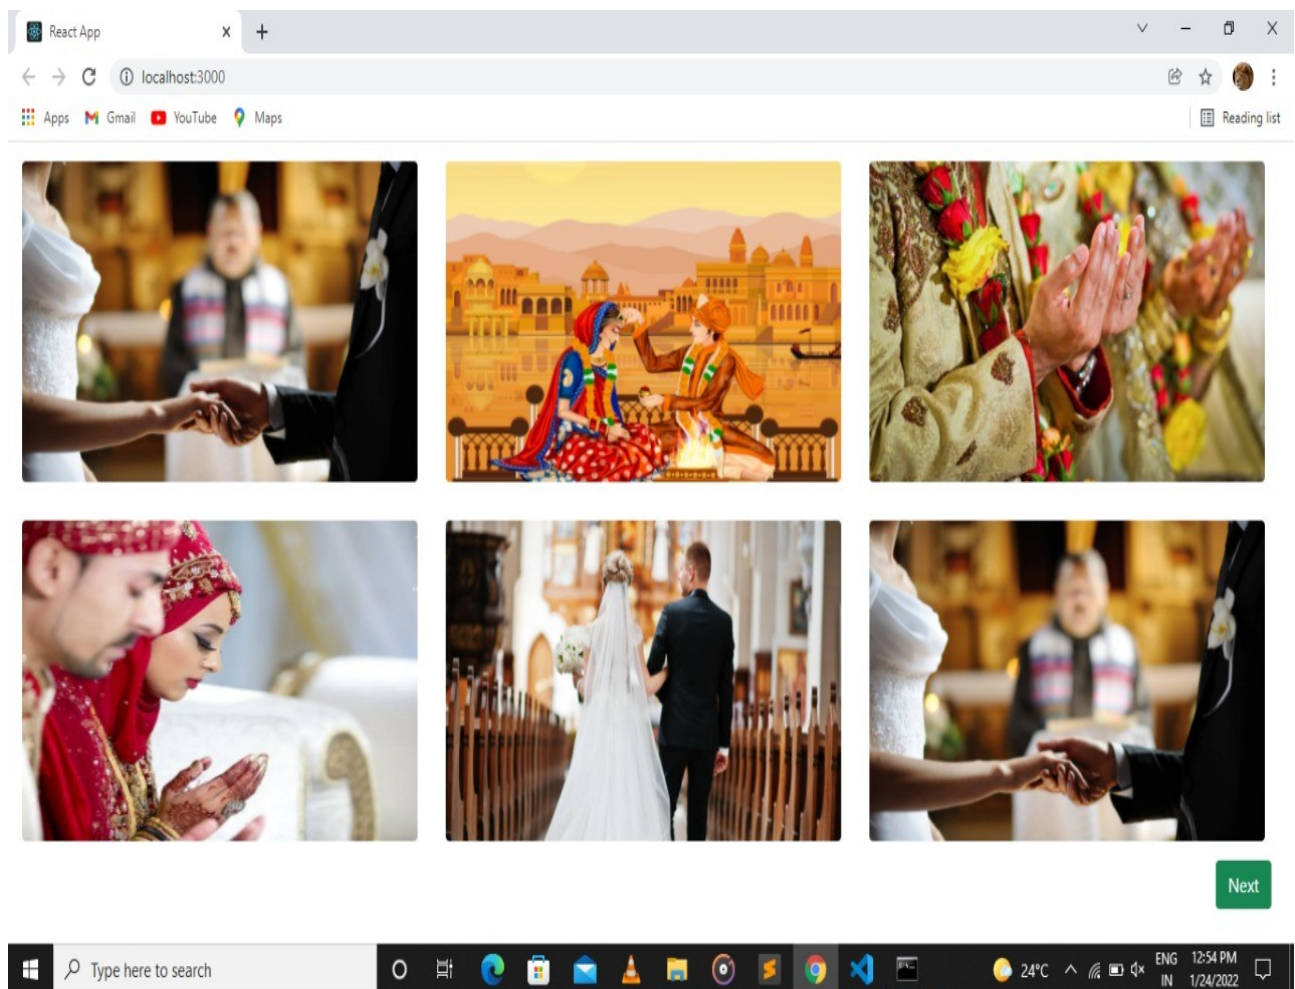 React App
localhost:3000
Apps Gmail YouTube Maps Reading list
Next
Type here to search 24°C ENG 12:54 PM
IN 1/24/2022